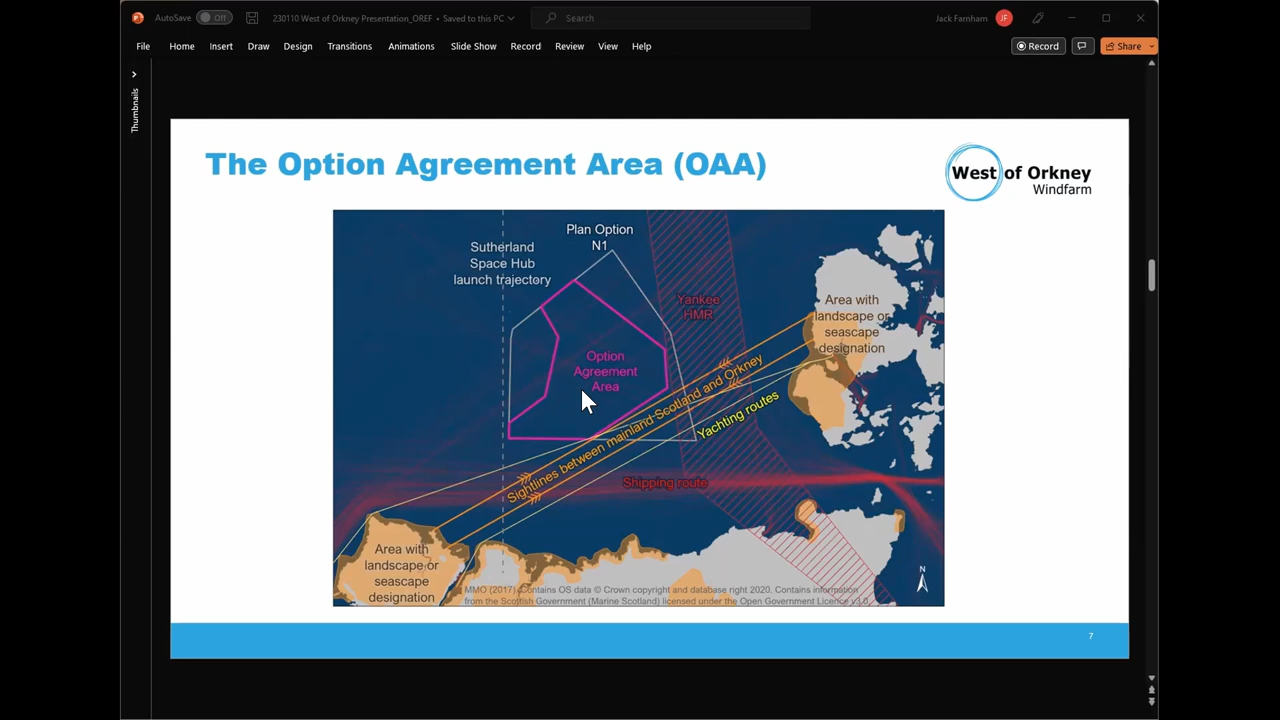 AutoSave
Off
230110 West of Orkney Presentation_OREF • Saved to this PC
Search
Jack Farnham
JF
File
Home
Insert
Draw
Design
Transitions
Animations
Slide Show
Record
Review
View
Help
Record
Share
Thumbnails
The Option Agreement Area (OAA)
West of Orkney
Windfarm
Plan Option
N1
Sutherland
Space Hub
launch trajectory
Yankee
HMR
Area with
landscape or
seascape
designation
Option
Agreement
Area
Sightlines between mainland Scotland and Orkney
Yachting routes
Shipping route
Area with
landscape or
seascape
designation
N
MMO (2017). Contains OS data © Crown copyright and database right 2020. Contains information
from the Scottish Government (Marine Scotland) licensed under the Open Government Licence v3.0.
7